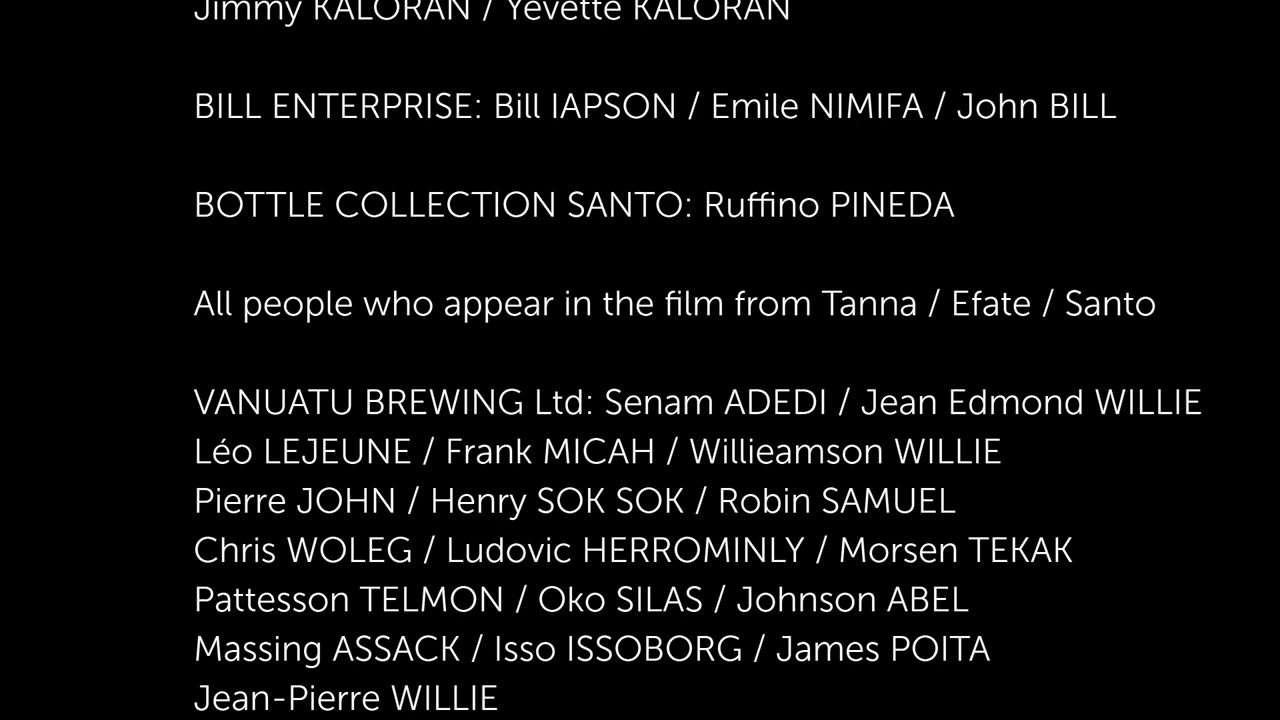 Jimmy KALORAN / Yevette KALORAN
BILL ENTERPRISE: Bill IAPSON / Emile NIMIFA / John BILL
BOTTLE COLLECTION SANTO: Ruffino PINEDA
All people who appear in the film from Tanna / Efate / Santo
VANUATU BREWING Ltd: Senam ADEDI / Jean Edmond WILLIE
Léo LEJEUNE / Frank MICAH / Willieamson WILLIE
Pierre JOHN / Henry SOK SOK / Robin SAMUEL
Chris WOLEG / Ludovic HERROMINLY / Morsen TEKAK
Pattesson TELMON / Oko SILAS / Johnson ABEL
Massing ASSACK / Isso ISSOBORG / James POITA
Jean-Pierre WILLIE